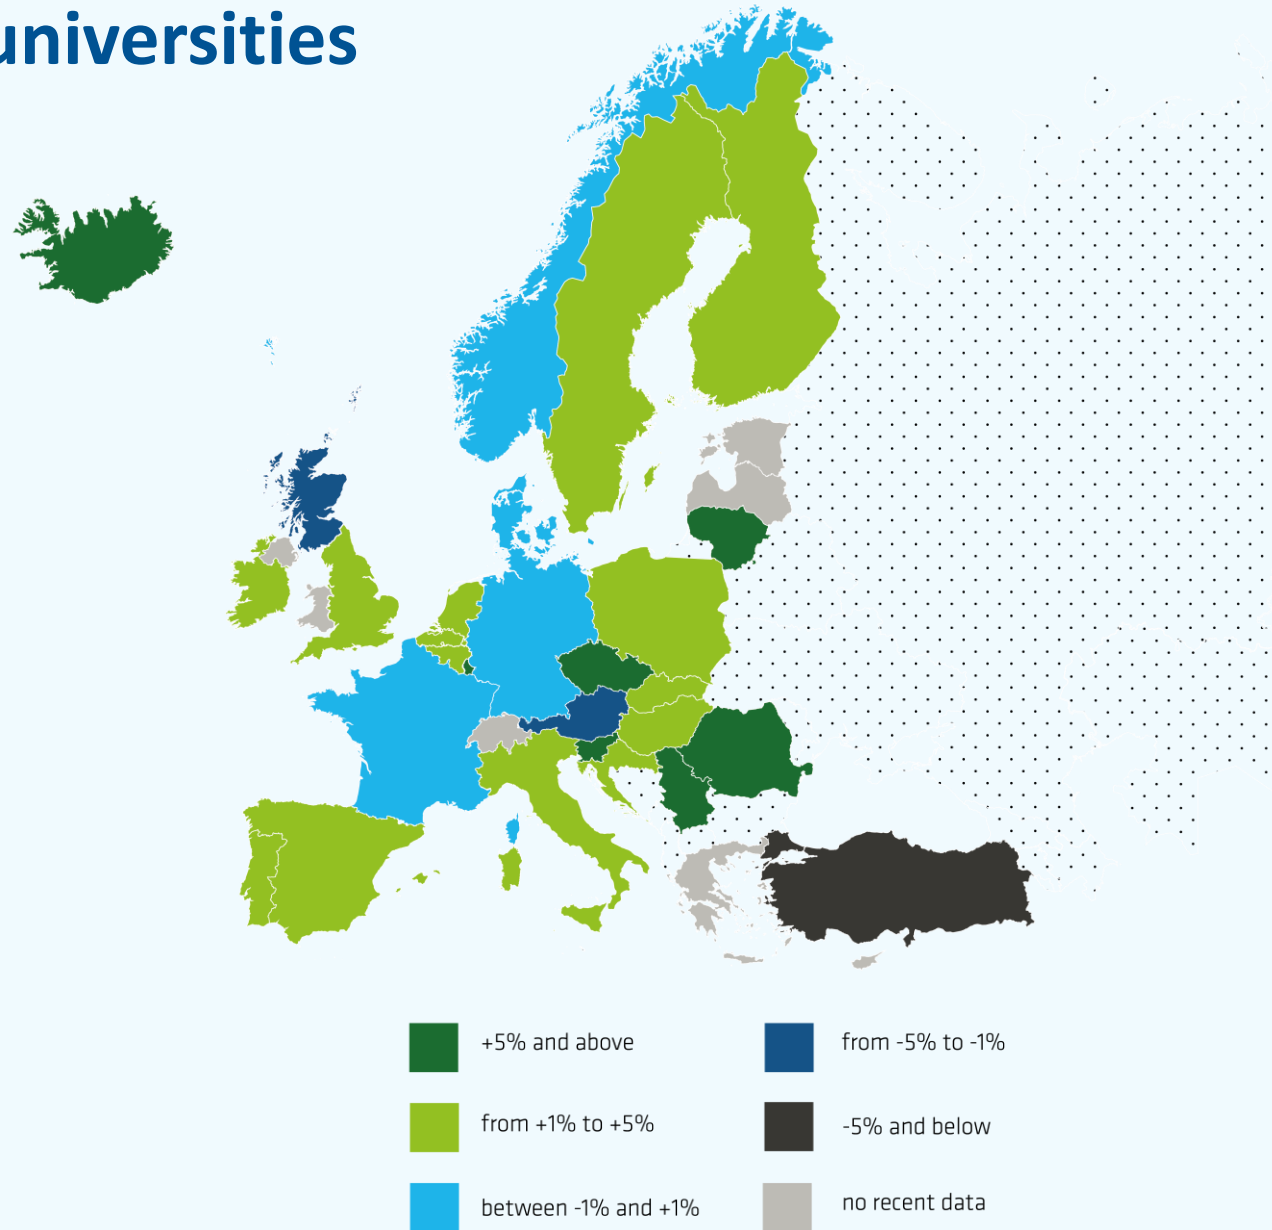 universities
+5% and above
from -5% to -1%
from +1% to +5%
-5% and below
between -1% and +1%
no recent data